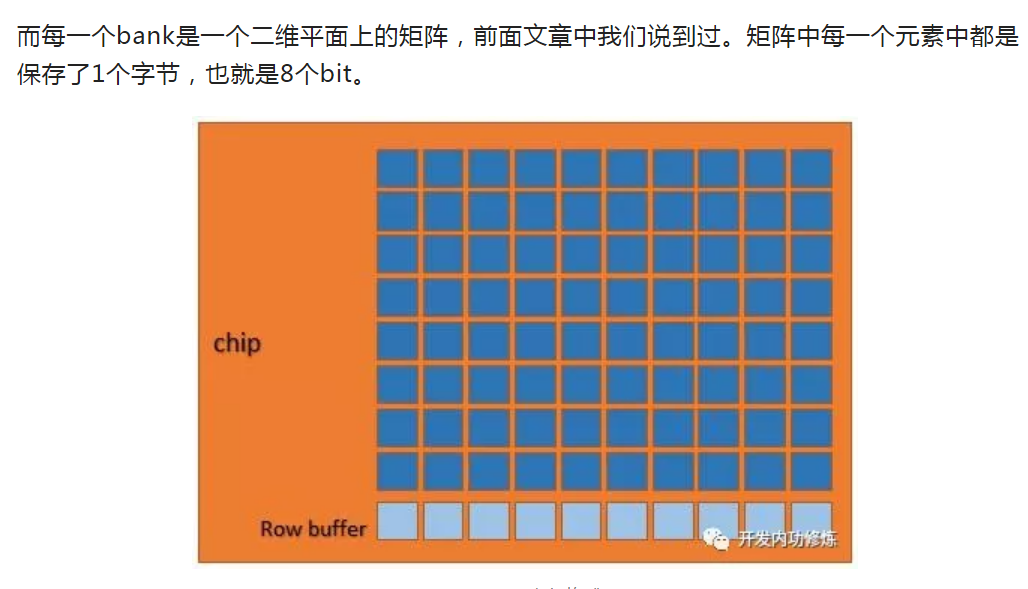 而每一个bank是一个二维平面上的矩阵，前面文章中我们说到过。矩阵中每一个元素中都是
保存了1个字节，也就是8个bit。
chip
Row buffer
开发内功修炼